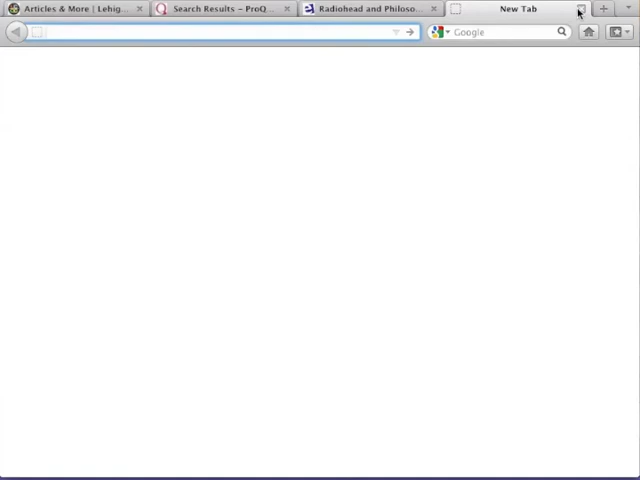 Articles & More | Lehig... Search Results – ProQ... Radiohead and Philoso... New Tab
Google